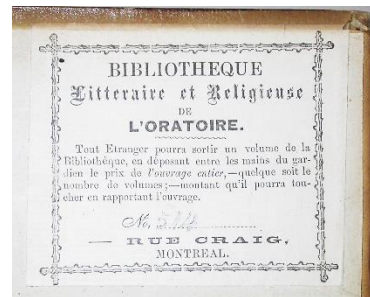 BIBLIOTHEQUE
Litteraire et Religieuse
DE
L'ORATOIRE.
Tout Etranger pourra sortir un volume de la
Bibliothèque, en déposant entre les mains du gar-
dien le prix de l'ouvrage entier,—quelque soit le
nombre de volumes;—montant qu'il pourra tou-
cher en rapportant l'ouvrage.
No.
— RUE CRAIG,
MONTREAL.